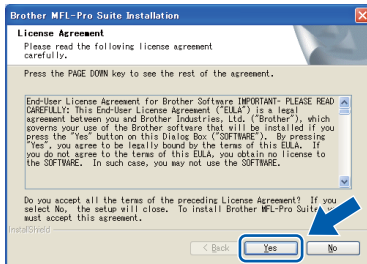 Brother MFL-Pro Suite Installation
License Agreement
Please read the following license agreement
carefully.
Press the PAGE DOWN key to see the rest of the agreement.
End-User License Agreement for Brother Software IMPORTANT- PLEASE READ
CAREFULLY: This End-User License Agreement ("EULA") is a legal
agreement between you and Brother Industries, Ltd. ("Brother"), which
governs your use of the Brother software that will be installed if you
press the "Yes" button on this Dialog Box ("SOFTWARE"). By pressing
"Yes", you agree to be legally bound by the terms of this EULA. If
you do not agree to the terms of this EULA, you obtain no license to
the SOFTWARE. In such case, you may not use the SOFTWARE.
Do you accept all the terms of the preceding License Agreement? If you
select No, the setup will close. To install Brother MFL-Pro Suite,
must accept this agreement.
InstallShield
< Back
Yes
No